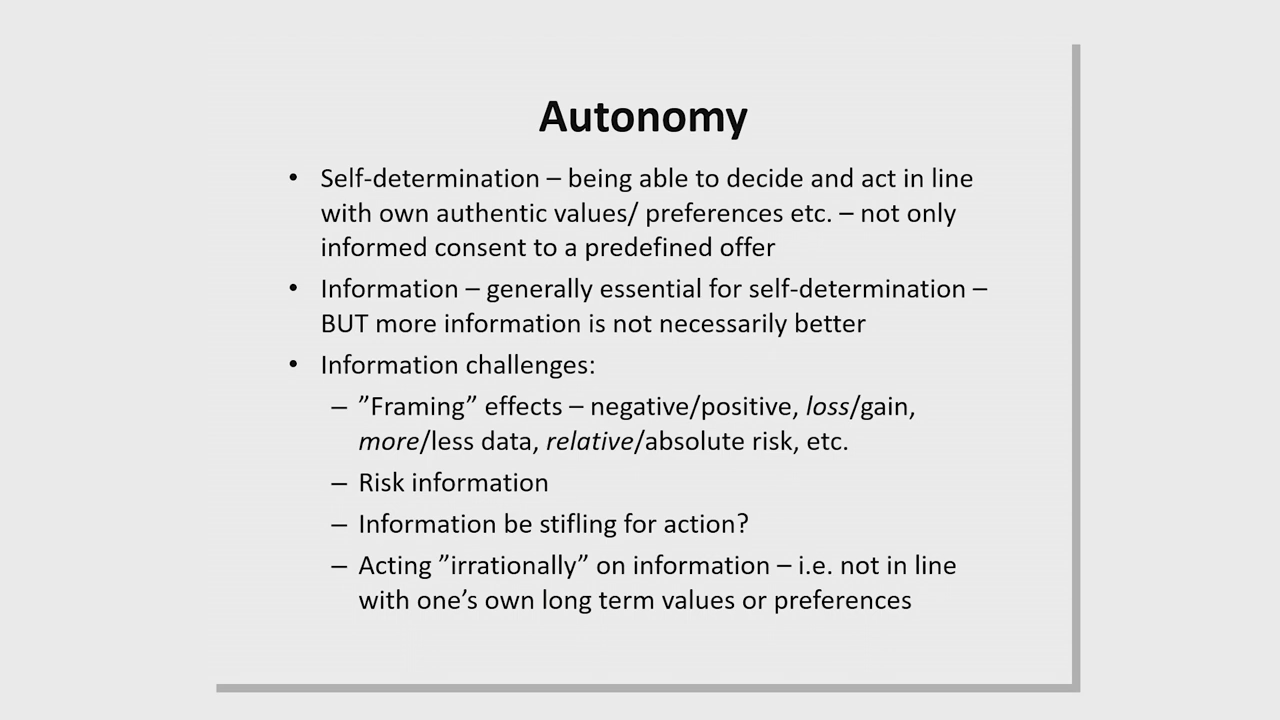 Autonomy
• Self-determination – being able to decide and act in line
with own authentic values/ preferences etc. – not only
informed consent to a predefined offer
• Information – generally essential for self-determination –
BUT more information is not necessarily better
• Information challenges:
– ”Framing” effects – negative/positive, loss/gain,
more/less data, relative/absolute risk, etc.
– Risk information
– Information be stifling for action?
– Acting ”irrationally” on information – i.e. not in line
with one’s own long term values or preferences